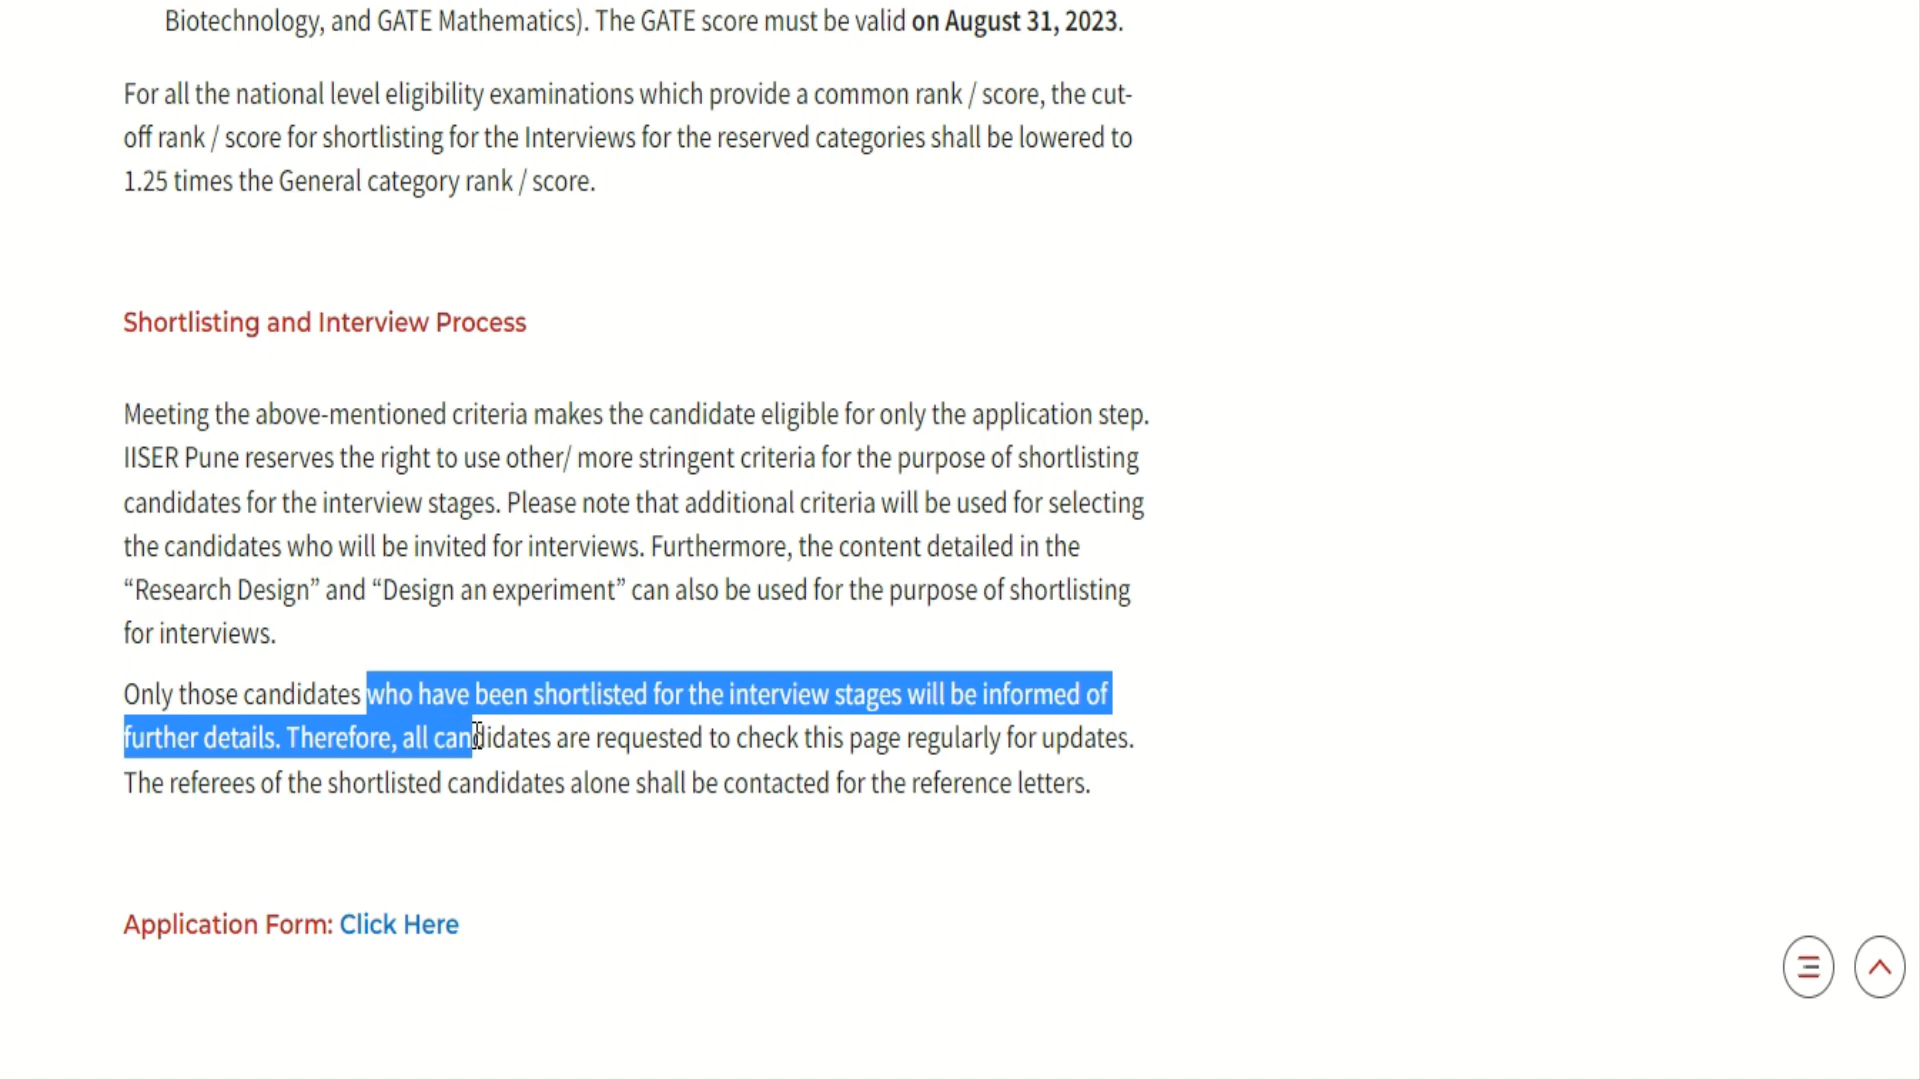 Biotechnology, and GATE Mathematics). The GATE score must be valid on August 31, 2023.
For all the national level eligibility examinations which provide a common rank / score, the cut-
off rank / score for shortlisting for the Interviews for the reserved categories shall be lowered to
1.25 times the General category rank / score.
Shortlisting and Interview Process
Meeting the above-mentioned criteria makes the candidate eligible for only the application step.
IISER Pune reserves the right to use other/ more stringent criteria for the purpose of shortlisting
candidates for the interview stages. Please note that additional criteria will be used for selecting
the candidates who will be invited for interviews. Furthermore, the content detailed in the
“Research Design” and “Design an experiment” can also be used for the purpose of shortlisting
for interviews.
Only those candidates who have been shortlisted for the interview stages will be informed of
further details. Therefore, all candidates are requested to check this page regularly for updates.
The referees of the shortlisted candidates alone shall be contacted for the reference letters.
Application Form: Click Here